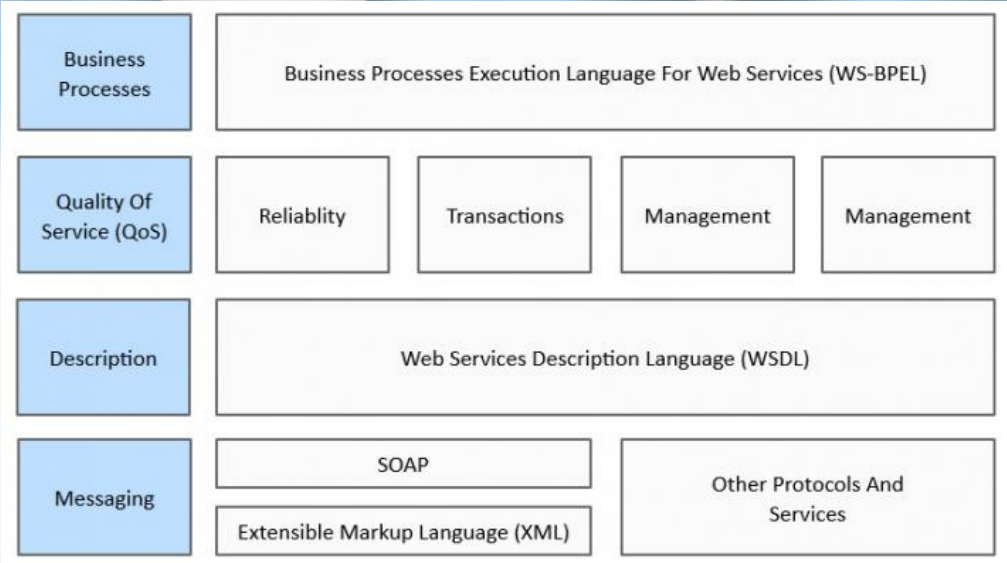 Business
Processes
Business Processes Execution Language For Web Services (WS-BPEL)
Quality Of
Service (QoS)
Reliablity
Transactions
Management
Management
Description
Web Services Description Language (WSDL)
Messaging
SOAP
Extensible Markup Language (XML)
Other Protocols And
Services